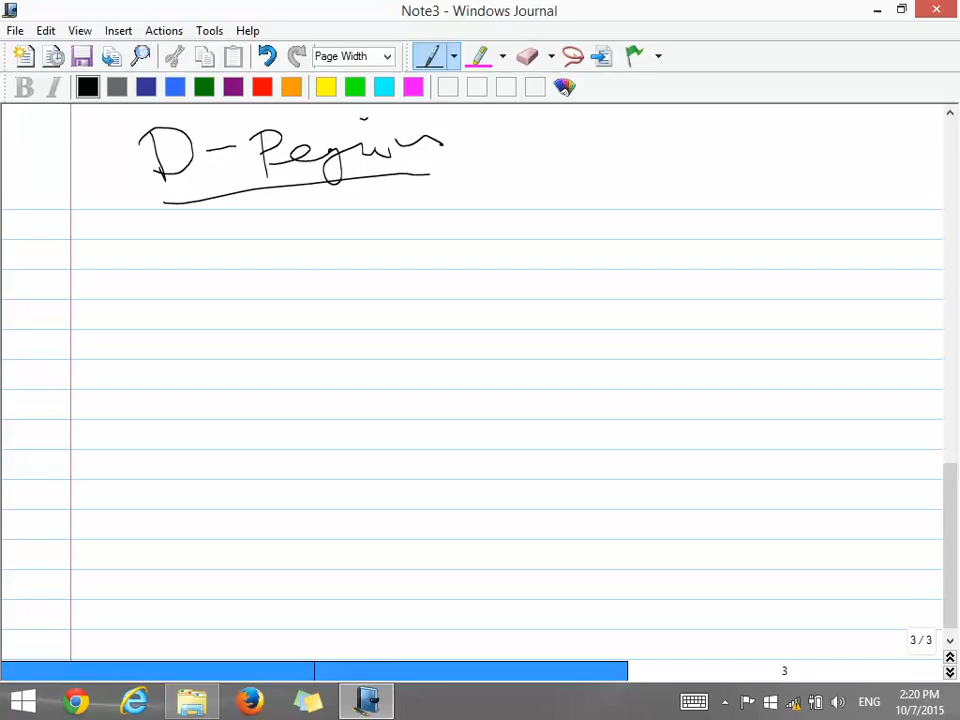 Note3 - Windows Journal
File Edit View Insert Actions Tools Help
Page Width
B I
D-Region
3 / 3
3
ENG
2:20 PM
10/7/2015